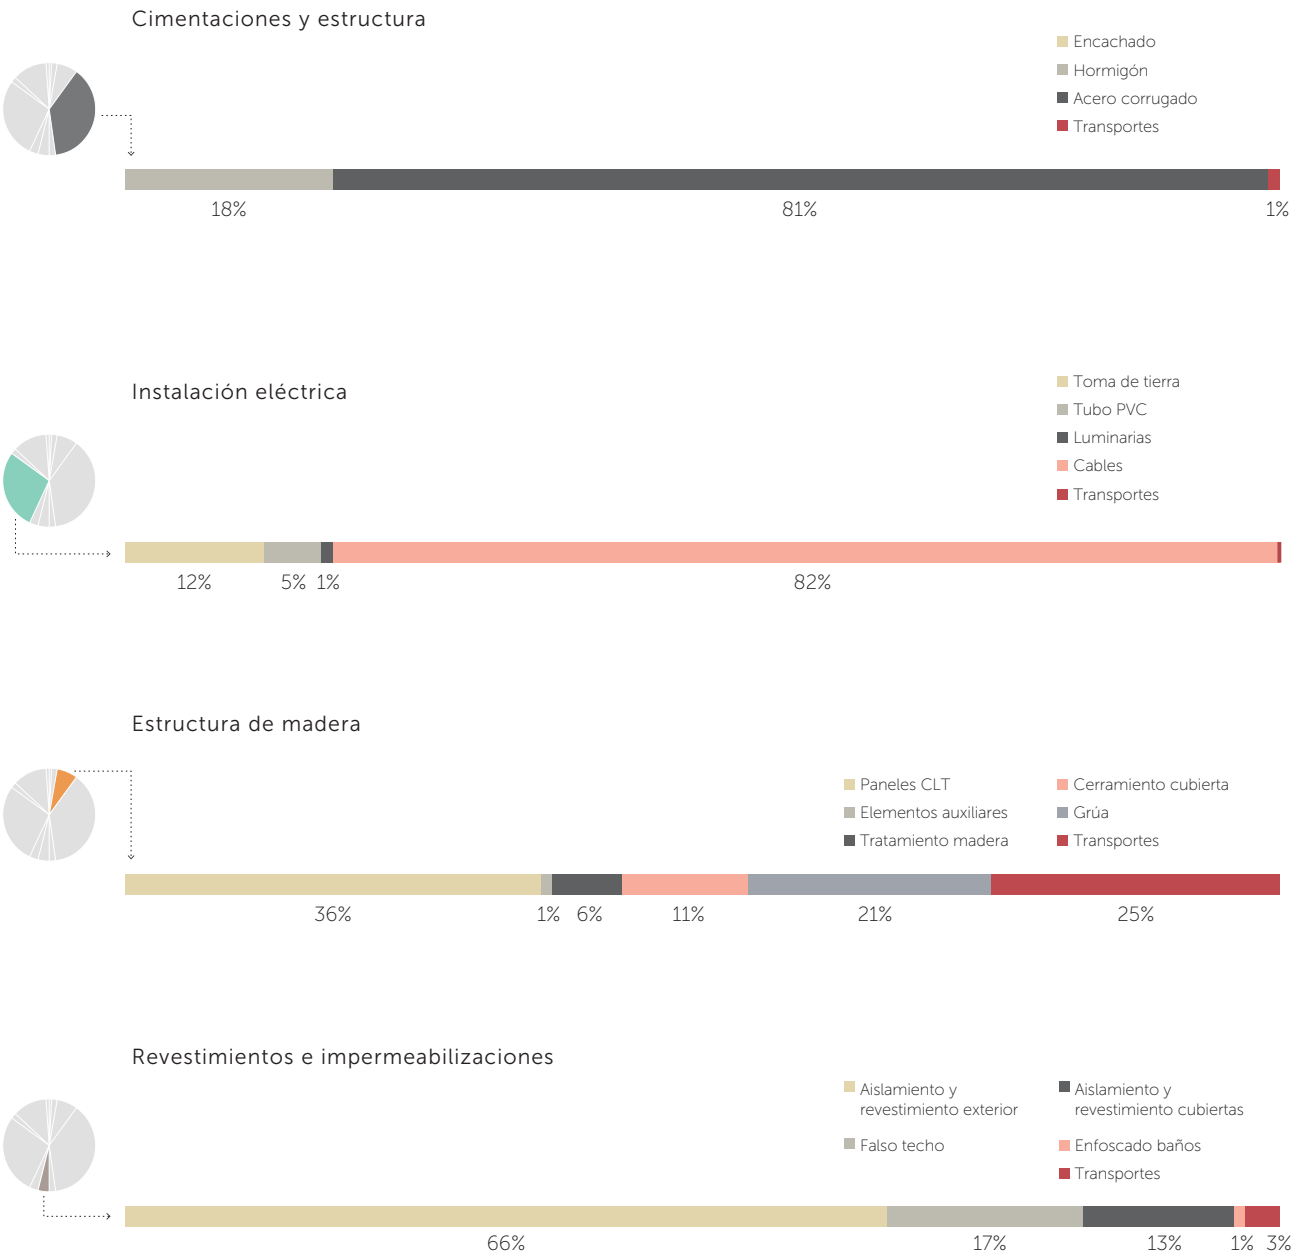 Cimentaciones y estructura
Encachado
Hormigón
Acero corrugado
Transportes
18%
81%
1%
Instalación eléctrica
Toma de tierra
Tubo PVC
Luminarias
Cables
Transportes
12%
5%
1%
82%
Estructura de madera
Paneles CLT
Elementos auxiliares
Tratamiento madera
Cerramiento cubierta
Grúa
Transportes
36%
1%
6%
11%
21%
25%
Revestimientos e impermeabilizaciones
Aislamiento y
revestimiento exterior
Falso techo
Aislamiento y
revestimiento cubiertas
Enfoscado baños
Transportes
66%
17%
13%
1%
3%